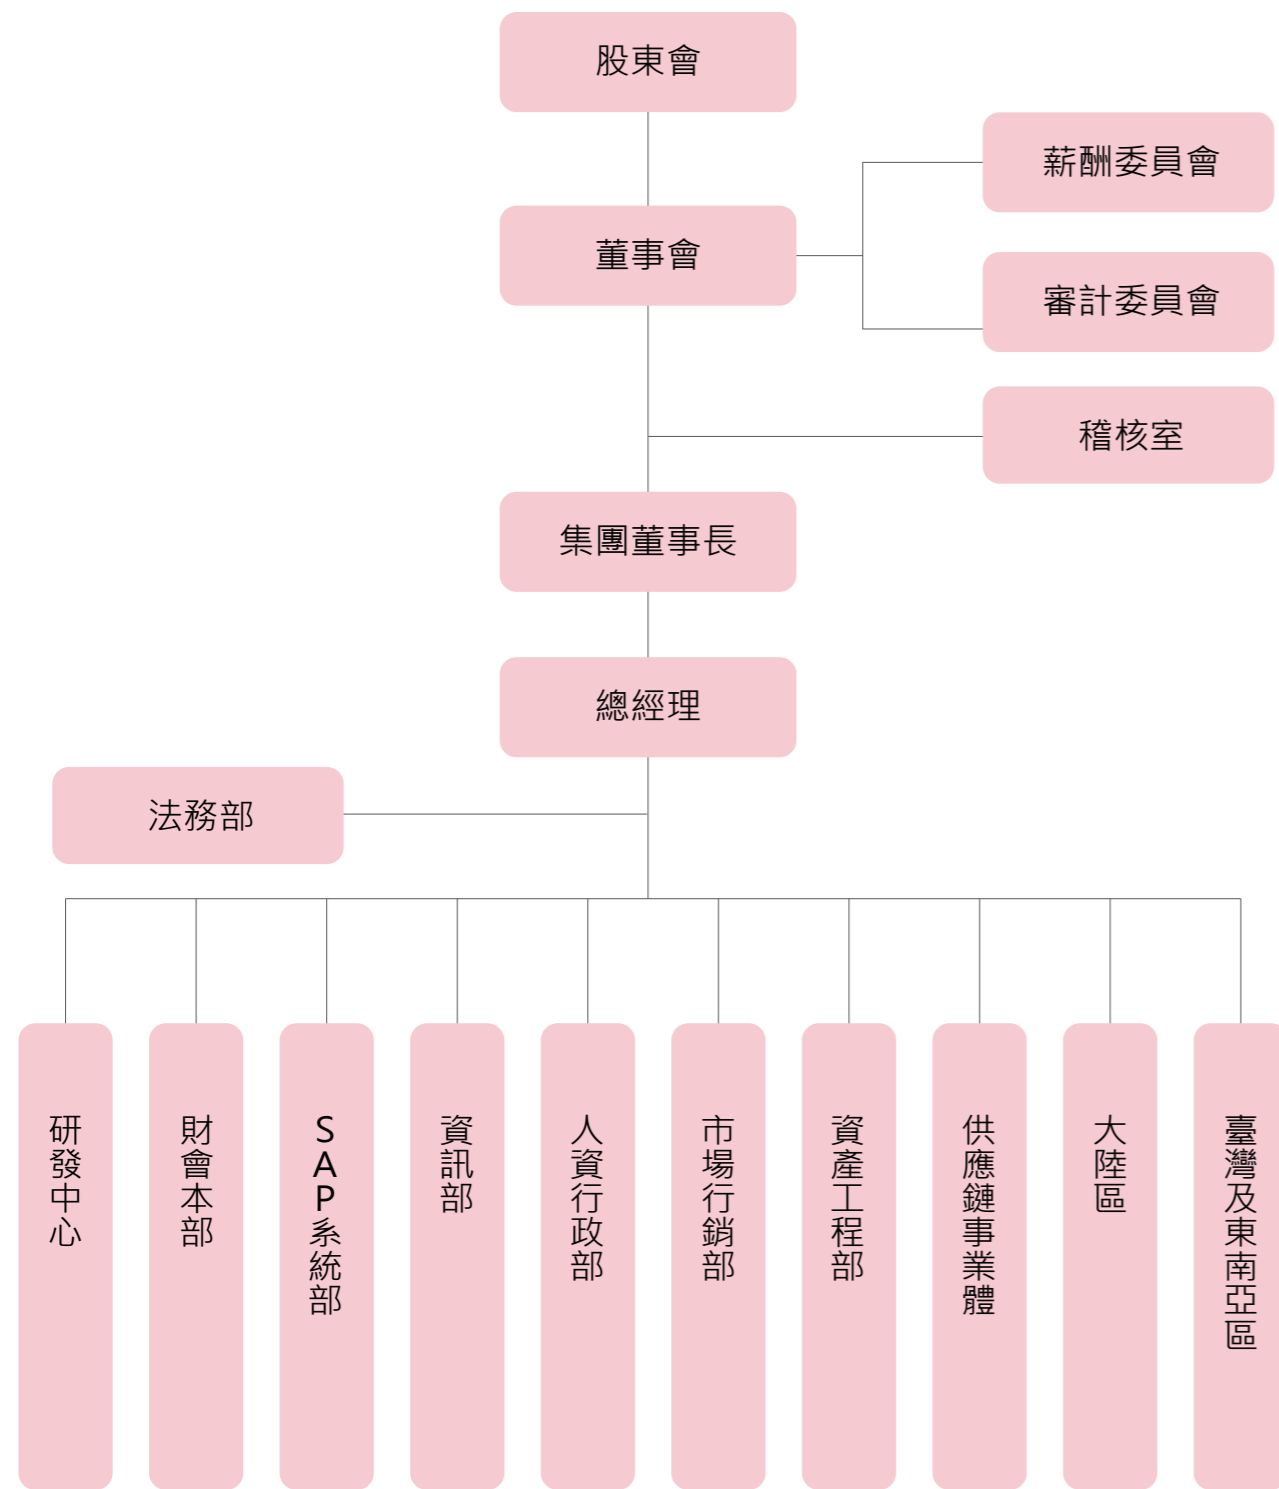 股東會
薪酬委員會
董事會
審計委員會
稽核室
集團董事長
總經理
法務部
研發中心
財會本部
SAP系統部
資訊部
人資行政部
市場行銷部
資產工程部
供應鏈事業體
大陸區
臺灣及東南亞區